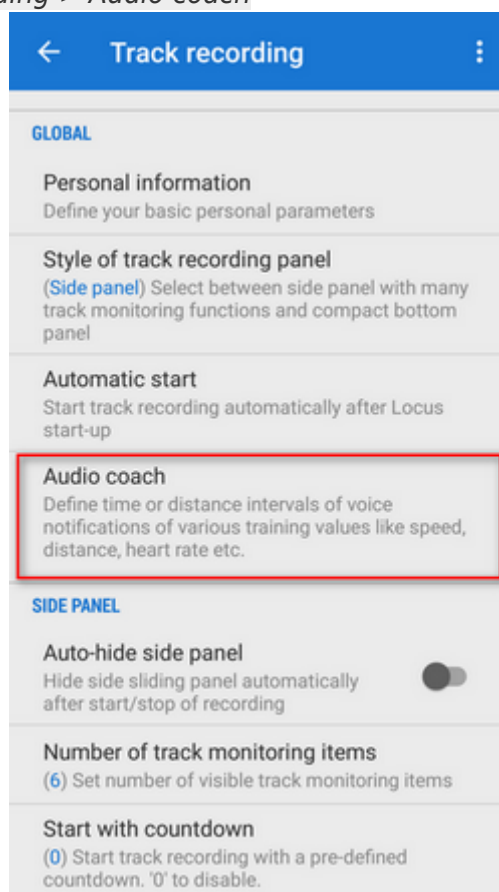 ding > Audio coach
Track recording
GLOBAL
Personal information
Define your basic personal parameters
Style of track recording panel
(Side panel) Select between side panel with many
track monitoring functions and compact bottom
panel
Automatic start
Start track recording automatically after Locus
start-up
Audio coach
Define time or distance intervals of voice
notifications of various training values like speed,
distance, heart rate etc.
SIDE PANEL
Auto-hide side panel
Hide side sliding panel automatically
after start/stop of recording
Number of track monitoring items
(6) Set number of visible track monitoring items
Start with countdown
(0) Start track recording with a pre-defined
countdown. '0' to disable.